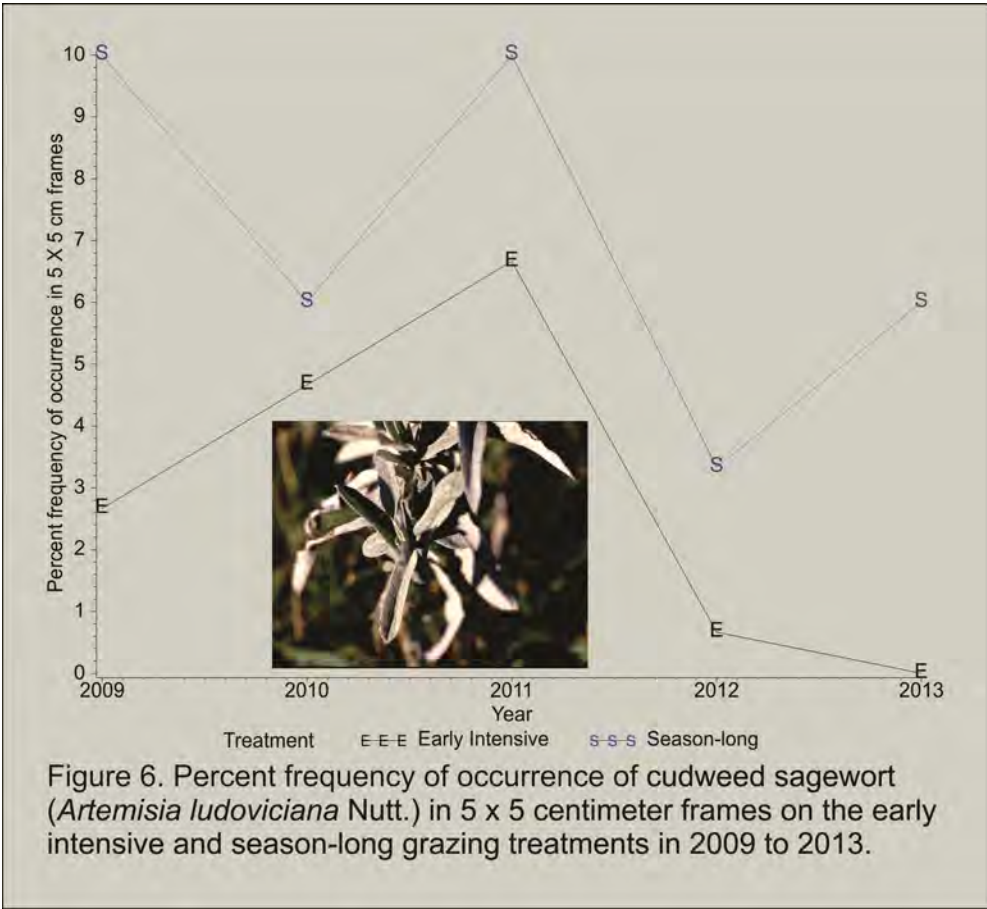 10
9
8
7
6
5
4
3
2
1
0
Percent frequency of occurrence in 5 X 5 cm frames
S
S
S
S
S
E
E
E
E
E
2009 2010 2011 2012 2013
Year
Treatment E E E Early Intensive S S S Season-long
Figure 6. Percent frequency of occurrence of cudweed sagewort
(Artemisia ludoviciana Nutt.) in 5 x 5 centimeter frames on the early
intensive and season-long grazing treatments in 2009 to 2013.